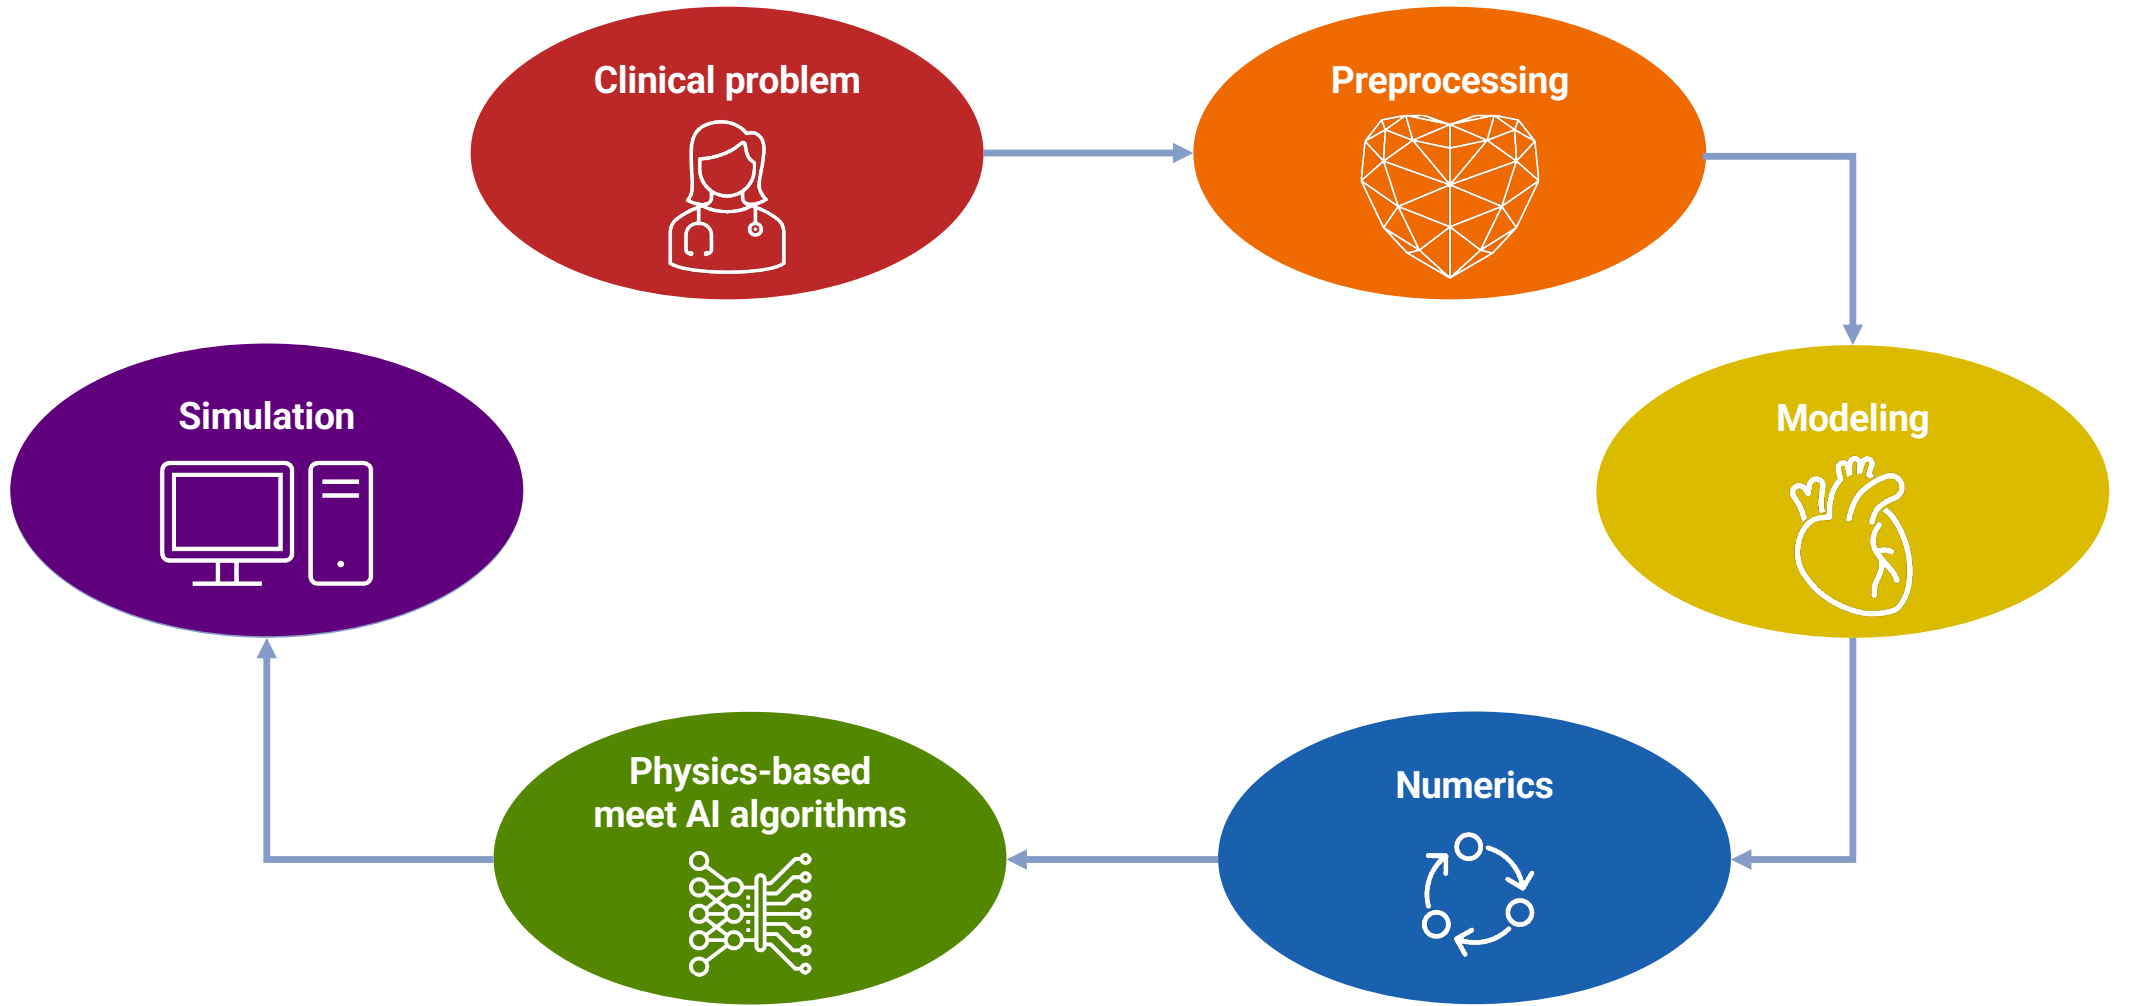 Clinical problem
Preprocessing
Modeling
Numerics
Physics-based
meet AI algorithms
Simulation